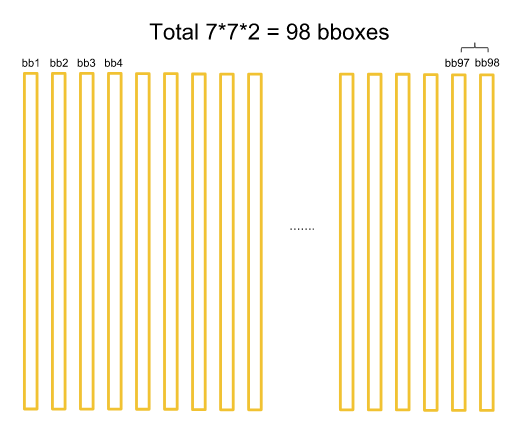 Total 7*7*2 = 98 bboxes
bb1 bb2 bb3 bb4 bb97 bb98
.......